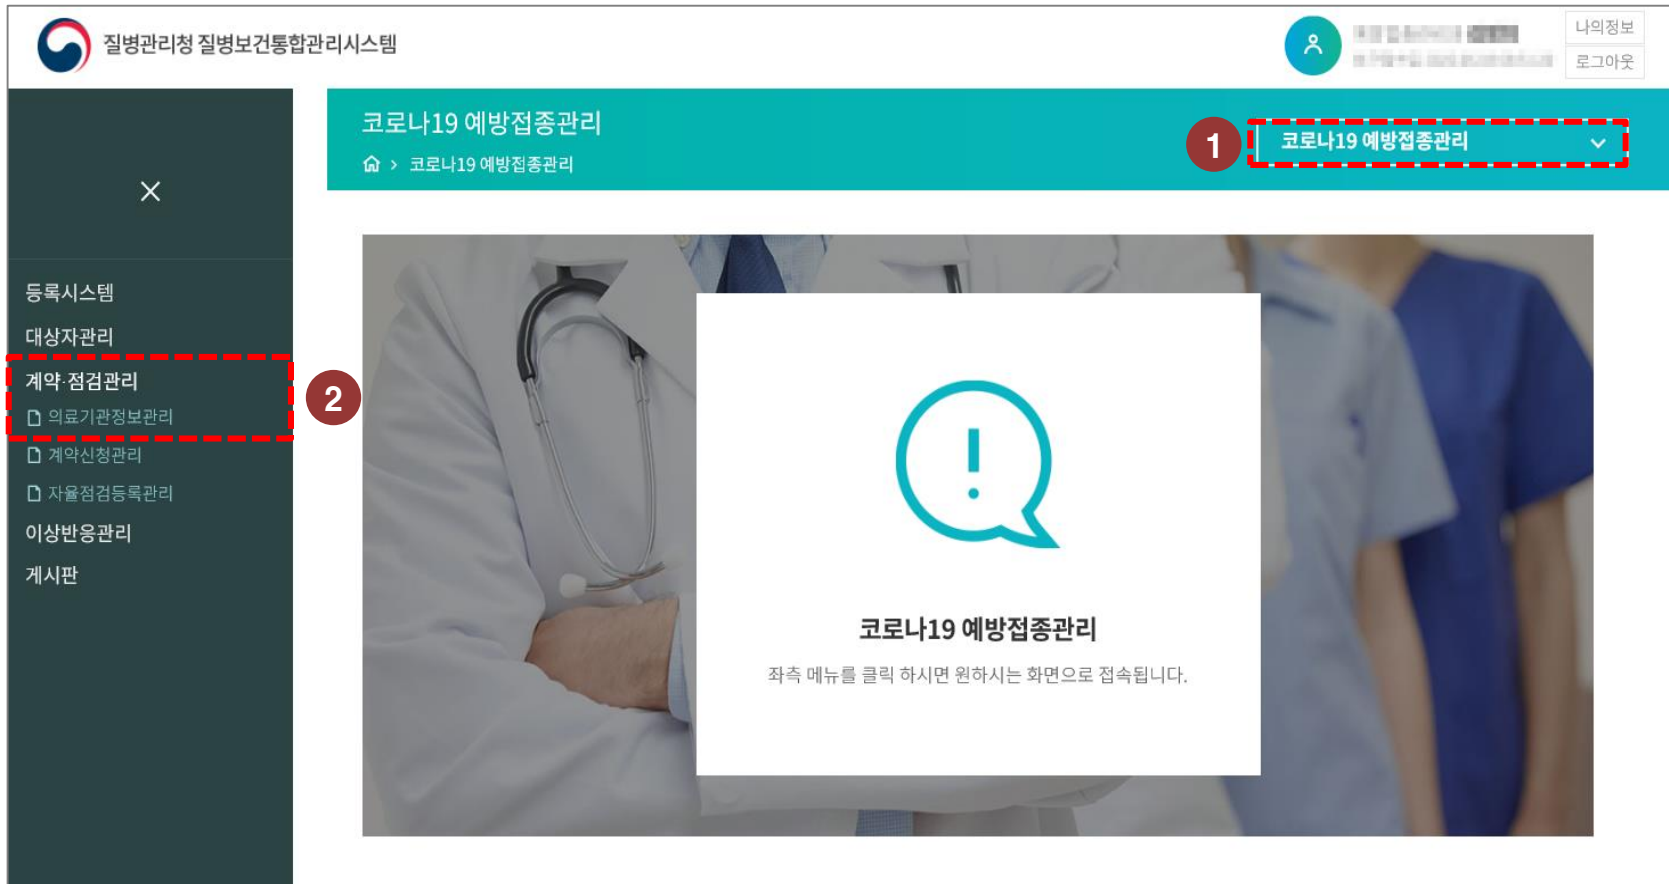 질병관리청 질병보건통합관리시스템
나의정보
로그아웃
코로나19 예방접종관리
> 코로나19 예방접종관리
1
코로나19 예방접종관리
등록시스템
대상자관리
계약·점검관리
의료기관정보관리
2
계약신청관리
자율점검등록관리
이상반응관리
게시판
코로나19 예방접종관리
좌측 메뉴를 클릭 하시면 원하시는 화면으로 접속됩니다.